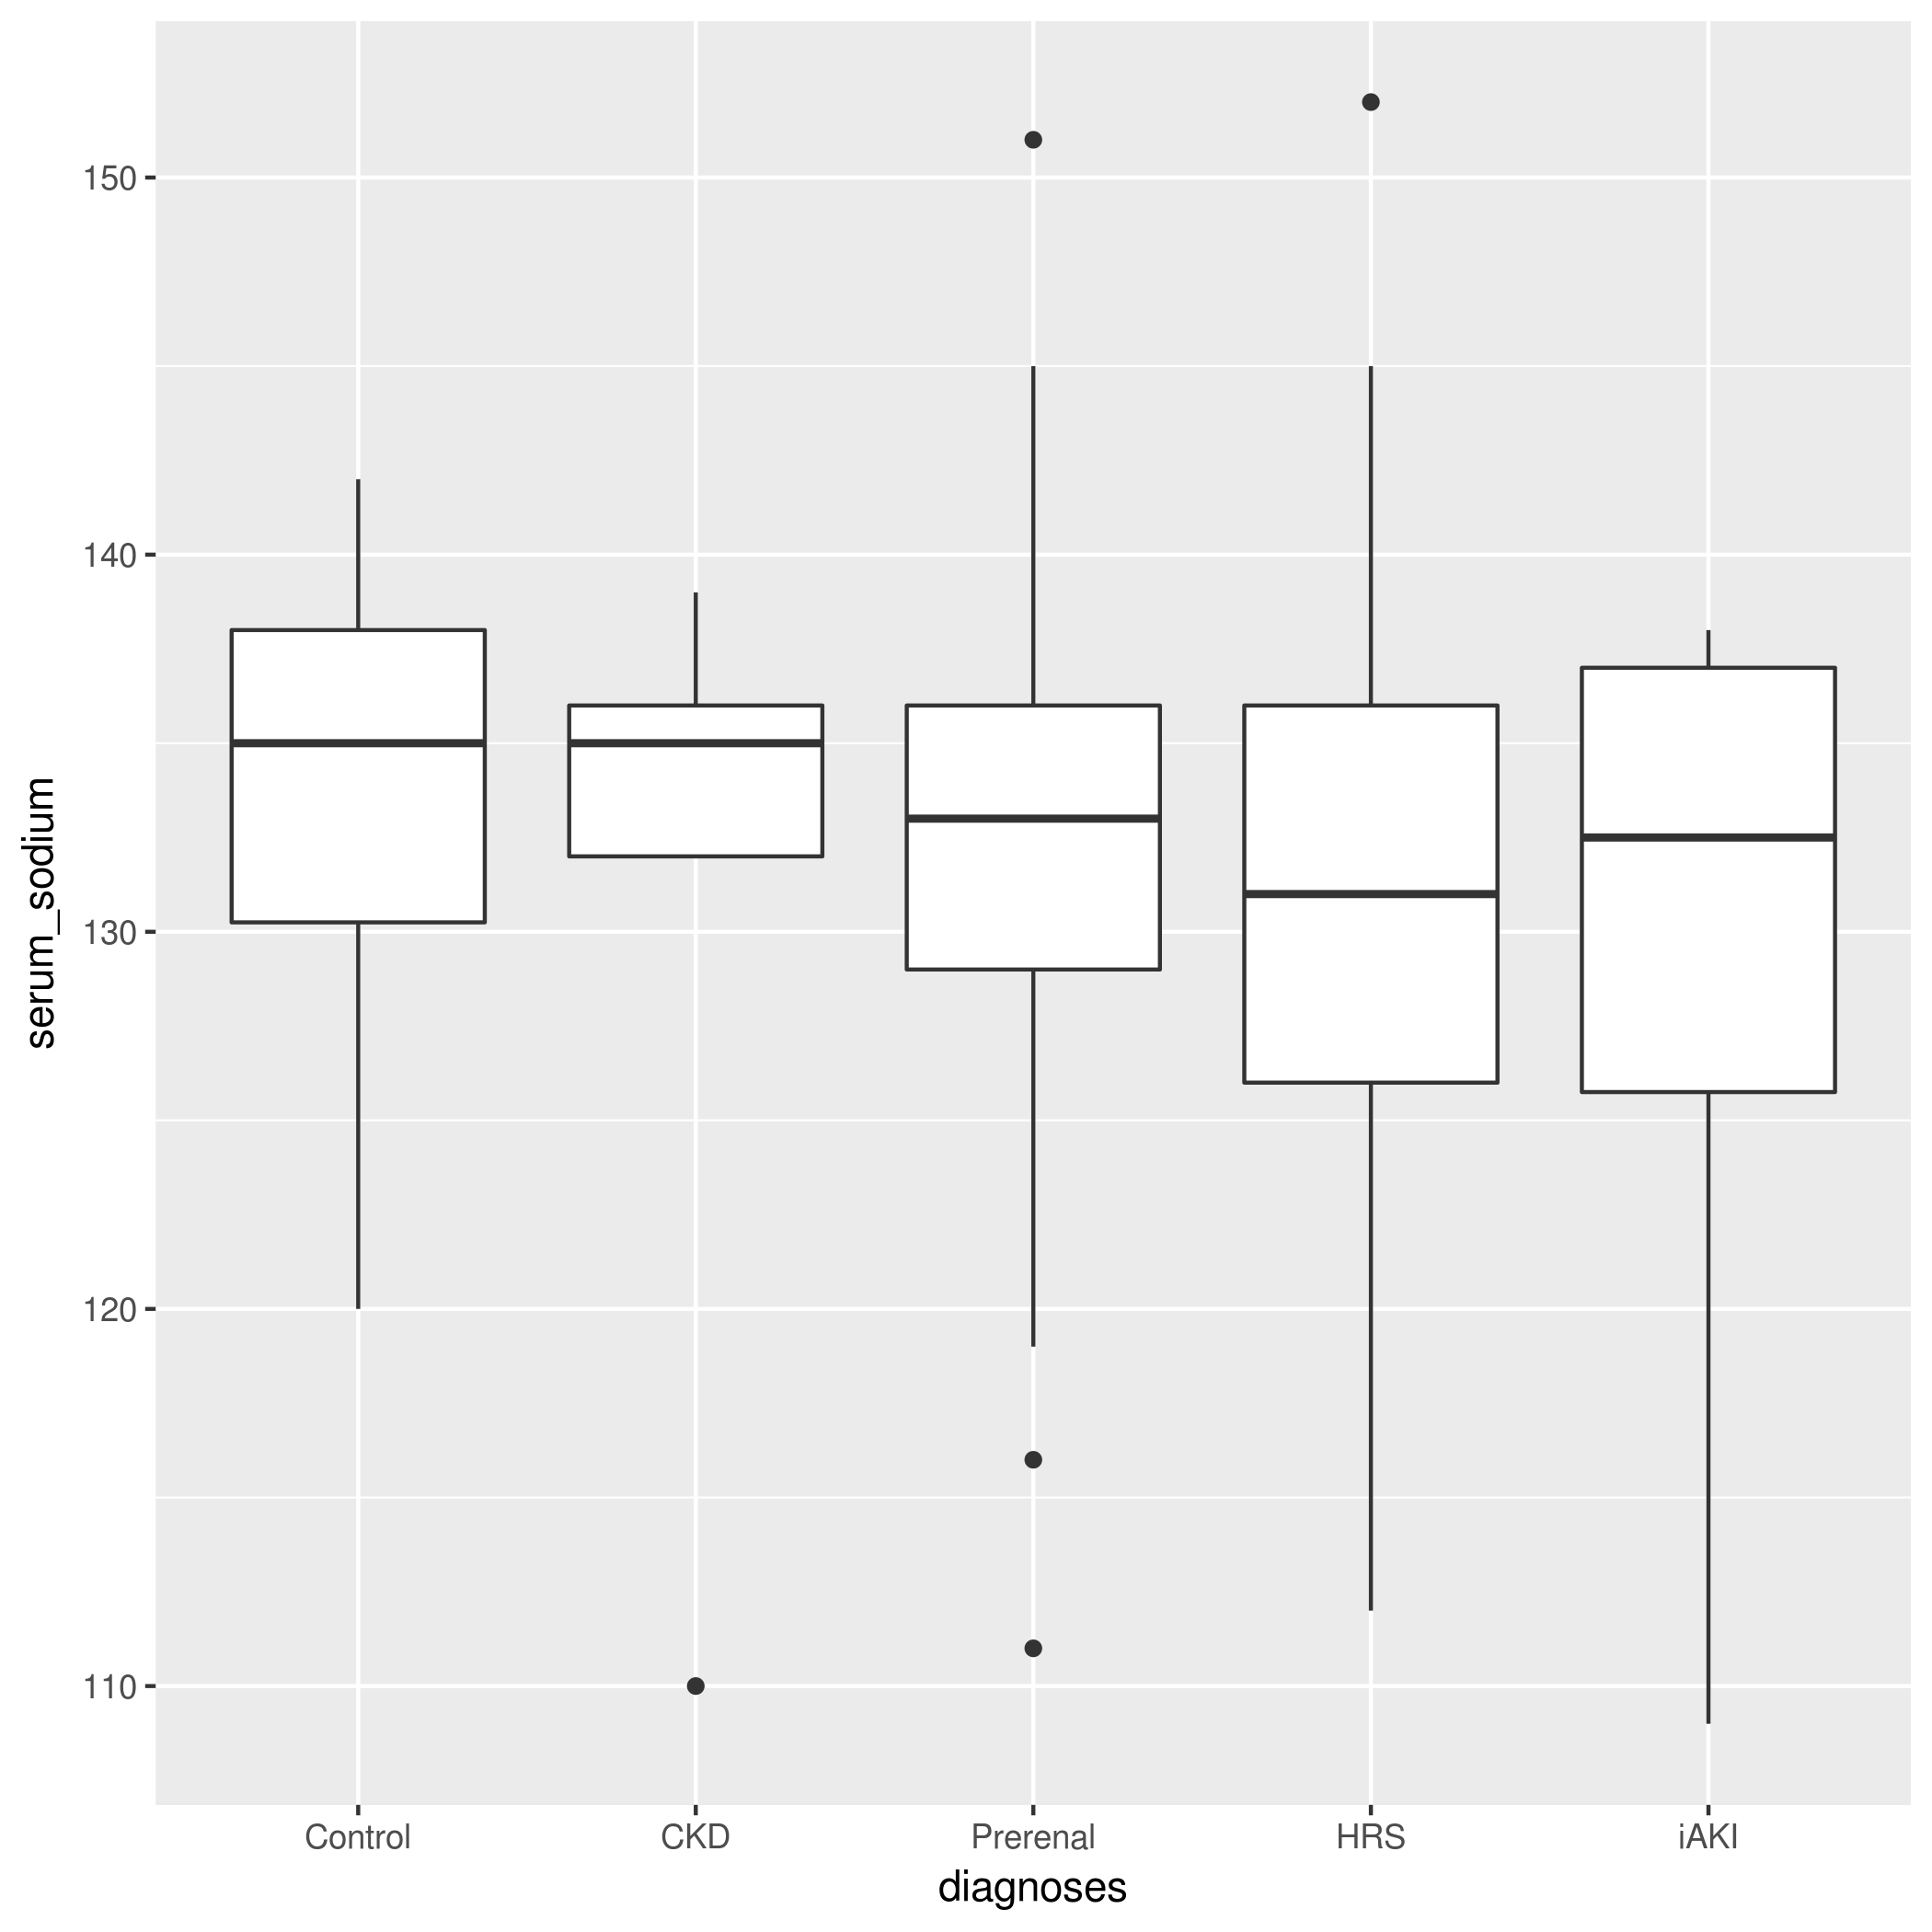 serum_sodium
150
140
130
120
110
Control CKD Prerenal HRS iAKI
diagnoses